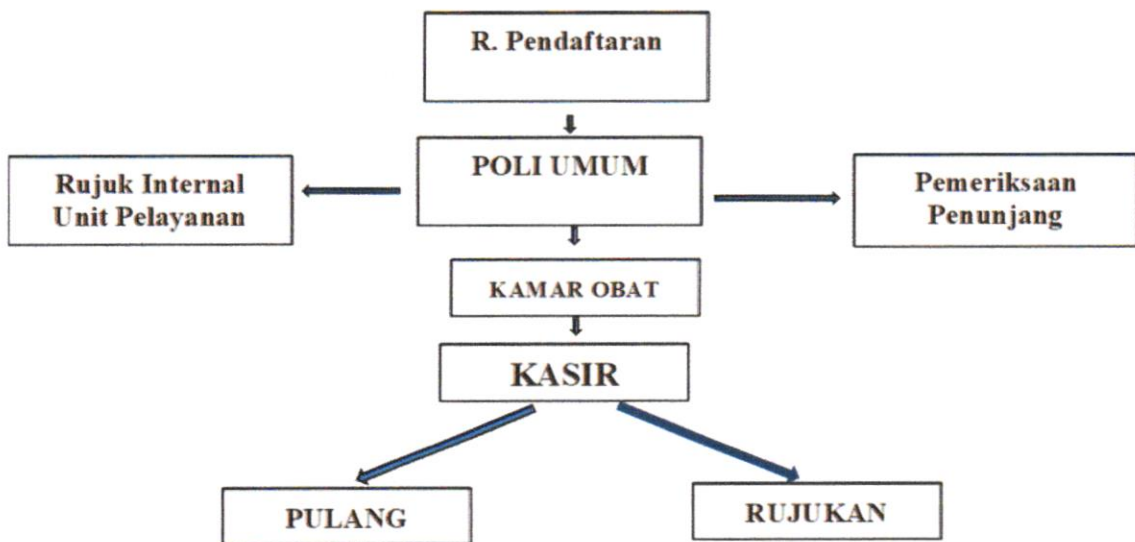 R. Pendaftaran
POLI UMUM
Rujuk Internal
Unit Pelayanan
Pemeriksaan
Penunjang
KAMAR OBAT
KASIR
PULANG
RUJUKAN